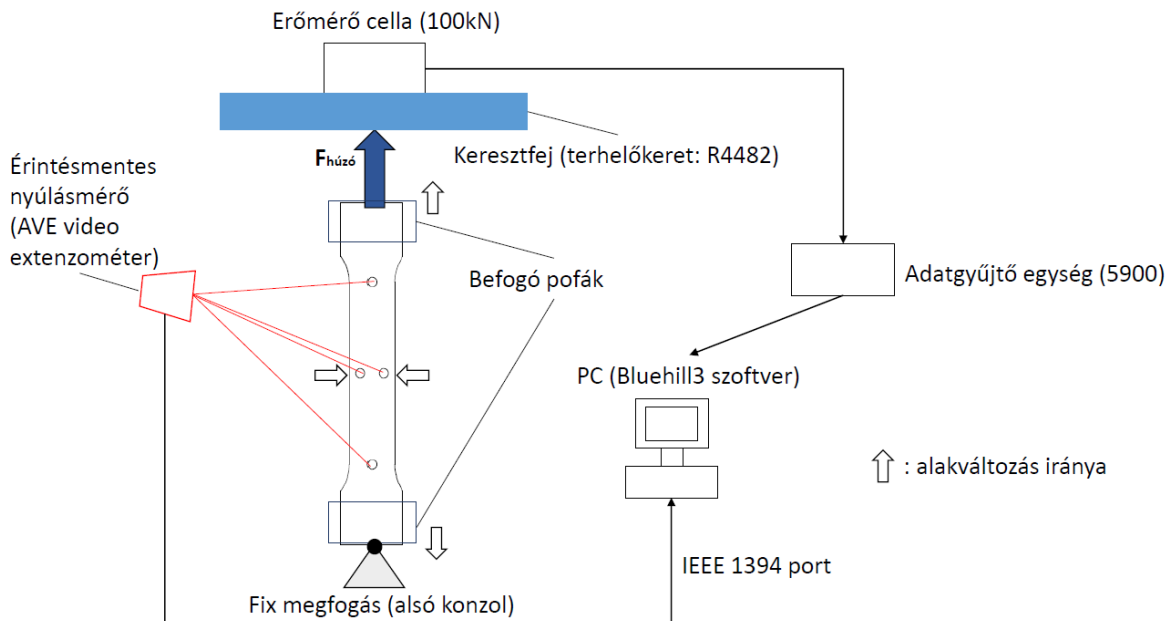 Erőmérő cella (100kN)
Fhúzó
Keresztfej (terhelőkeret: R4482)
Érintésmentes
nyúlásmérő
(AVE video
extenzométer)
Befogó pofák
Adatgyűjtő egység (5900)
PC (Bluehill3 szoftver)
: alakváltozás iránya
IEEE 1394 port
Fix megfogás (alsó konzol)